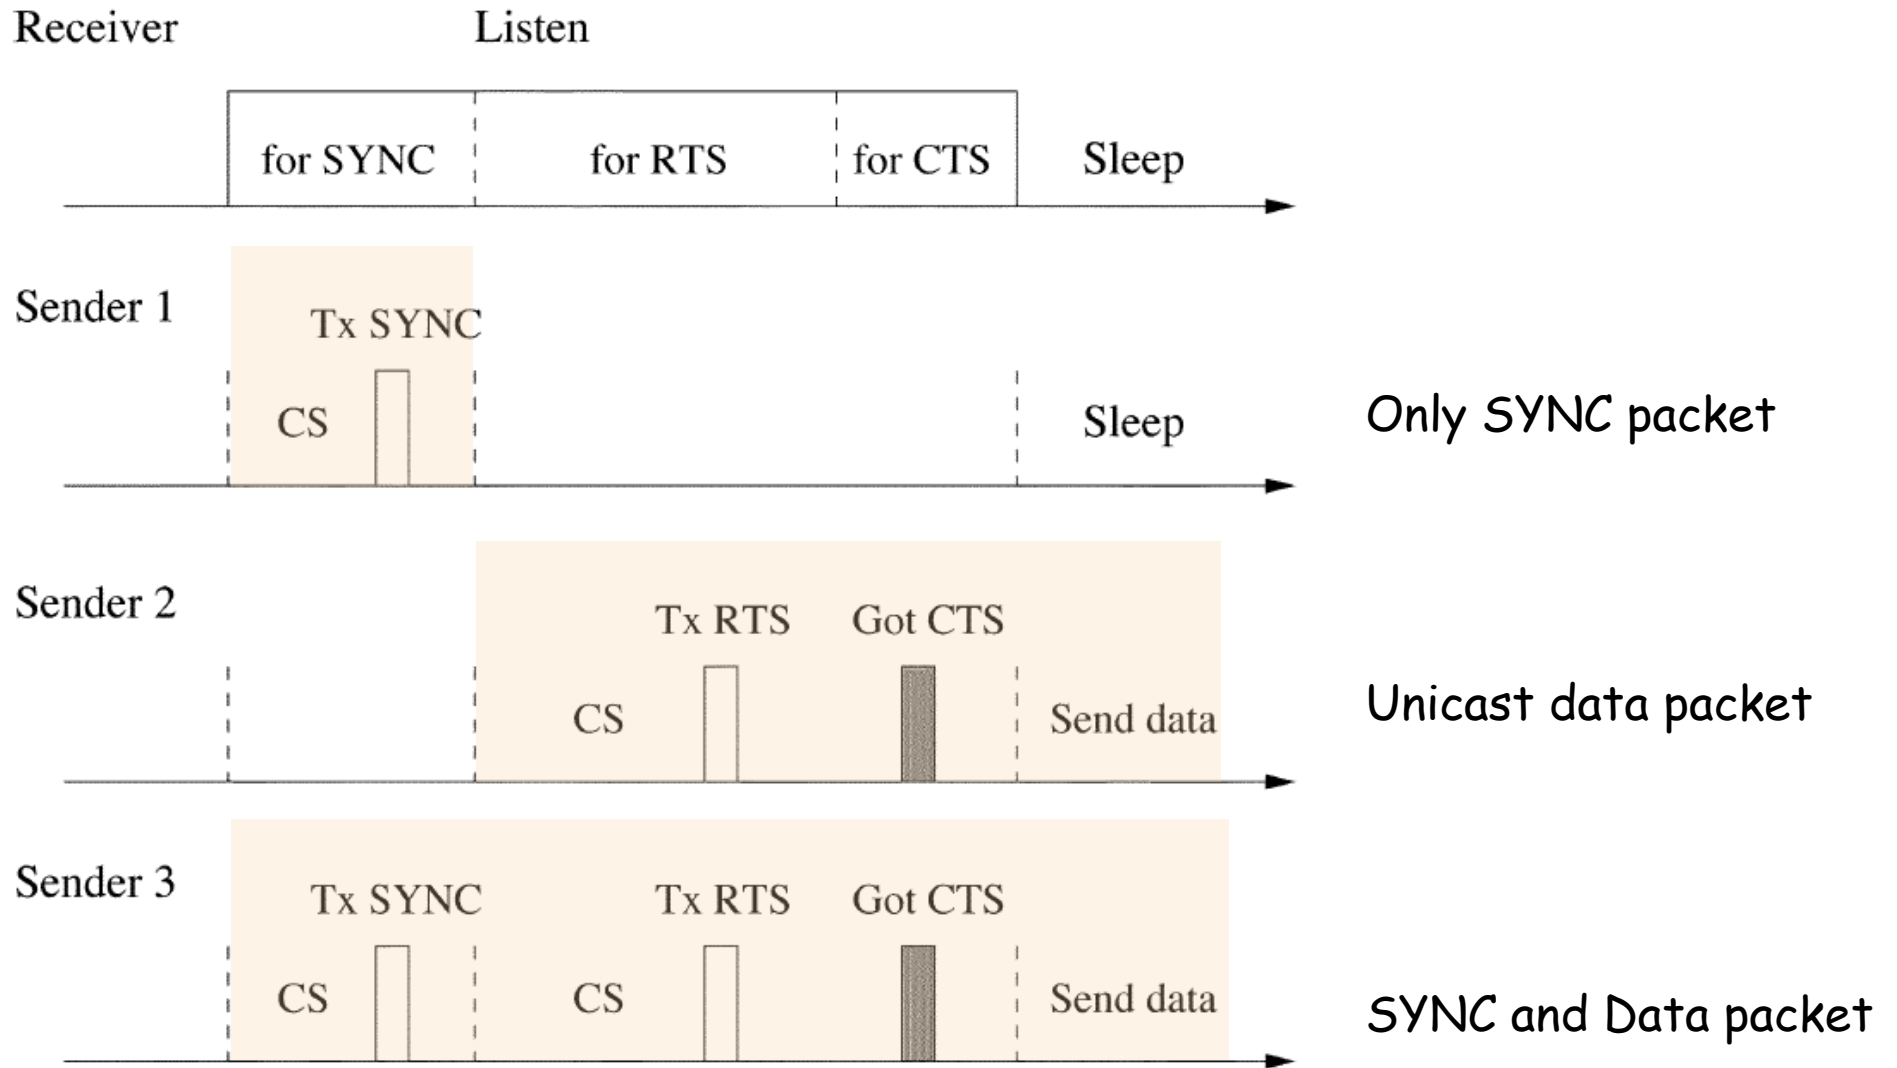 Receiver Listen
for SYNC for RTS for CTS Sleep
Sender 1
Tx SYNC
CS Sleep Only SYNC packet
Sender 2
Tx RTS Got CTS
CS Send data Unicast data packet
Sender 3
Tx SYNC Tx RTS Got CTS
CS CS Send data SYNC and Data packet